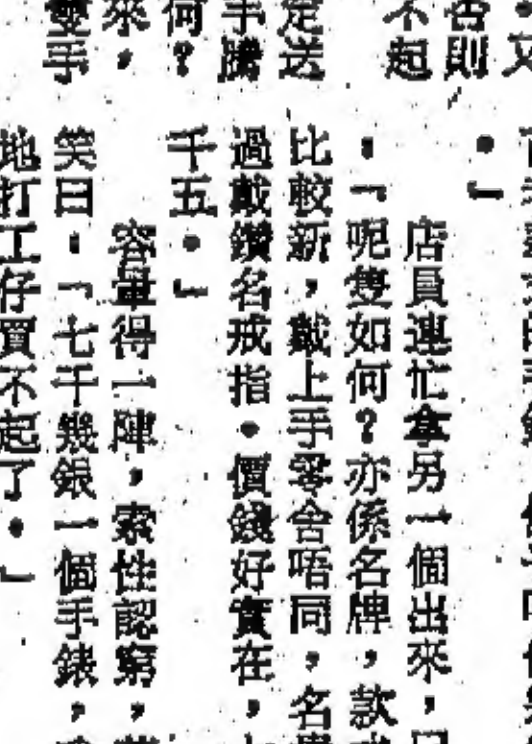 否則
不起
定送
手騰
何？
來，
雙手
。」
店員連忙拿另一個出來，
：「呢隻如何？亦係名牌，款
比較新，戴上手零舍唔同，名
過戴鑽名戒指。價錢好實在，
千五。」
容暈得一陣，索性認窮，
笑曰：「七千幾銀一個手錶，
地打工仔買不起了。」